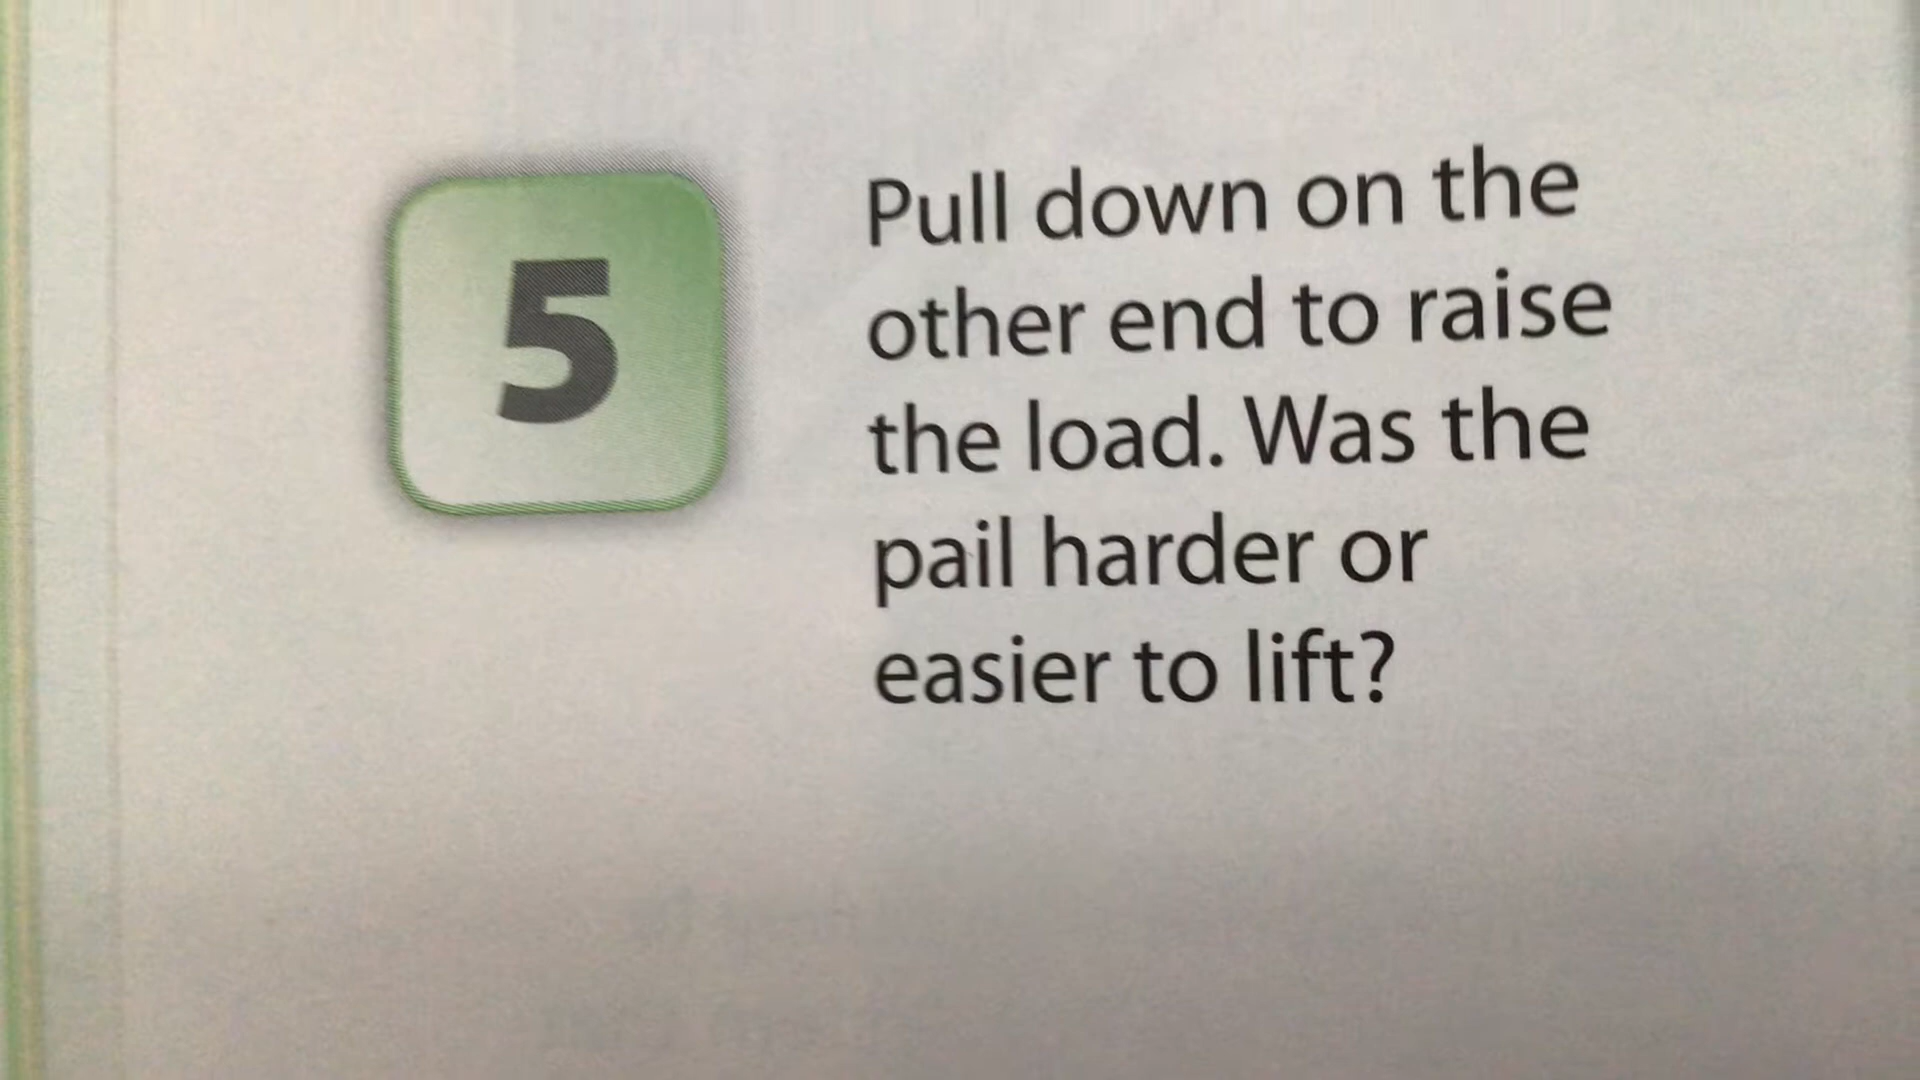 5
Pull down on the
other end to raise
the load. Was the
pail harder or
easier to lift?